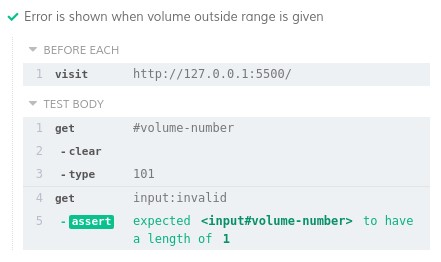 Error is shown when volume outside range is given
BEFORE EACH
1 visit http://127.0.0.1:5500/
TEST BODY
1 get #volume-number
2 -clear
3 -type 101
4 get input:invalid
5 -assert expected <input#volume-number> to have
a length of 1